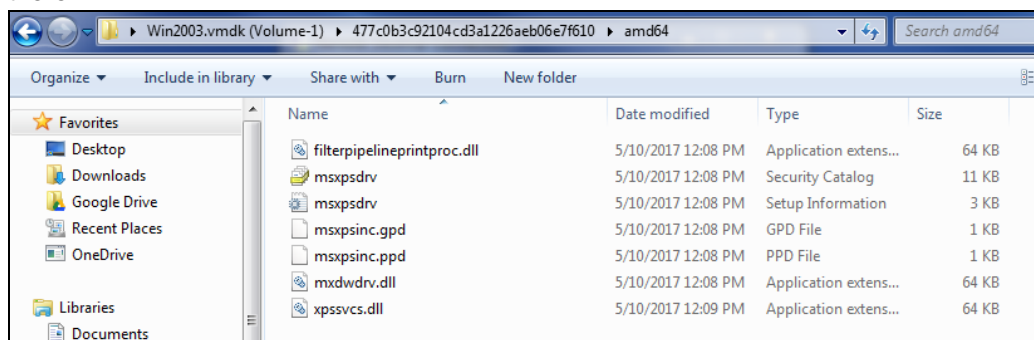 Win2003.vmdk (Volume-1) 477c0b3c92104cd3a1226aeb06e7f610 amd64 Search amd64
Organize Include in library Share with Burn New folder
Name Date modified Type Size
Favorites
Desktop
Downloads
Google Drive
Recent Places
OneDrive
Libraries
Documents
filterpipelineprintproc.dll 5/10/2017 12:08 PM Application extens... 64 KB
msxpsdrv 5/10/2017 12:08 PM Security Catalog 11 KB
msxpsdrv 5/10/2017 12:08 PM Setup Information 3 KB
msxpsinc.gpd 5/10/2017 12:08 PM GPD File 1 KB
msxpsinc.ppd 5/10/2017 12:08 PM PPD File 1 KB
mxdwdrv.dll 5/10/2017 12:08 PM Application extens... 64 KB
xpssvcs.dll 5/10/2017 12:09 PM Application extens... 64 KB